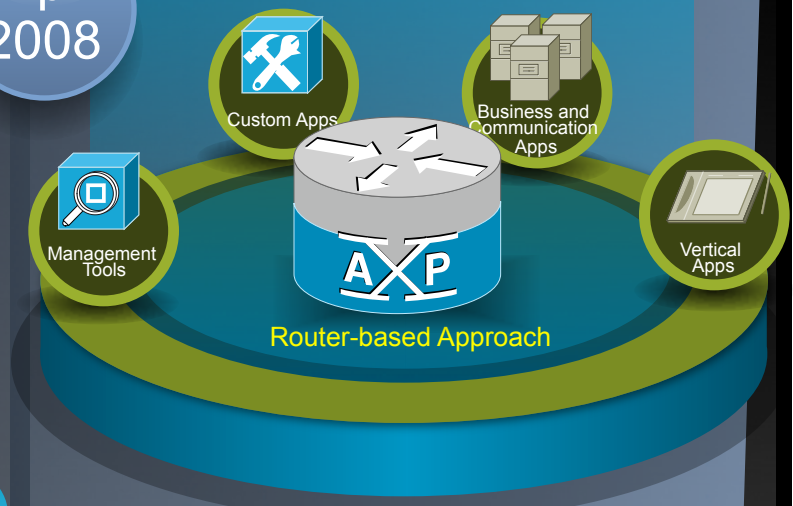 2008
Custom Apps
Business and
Communication
Apps
Management
Tools
Vertical
Apps
AXP
Router-based Approach